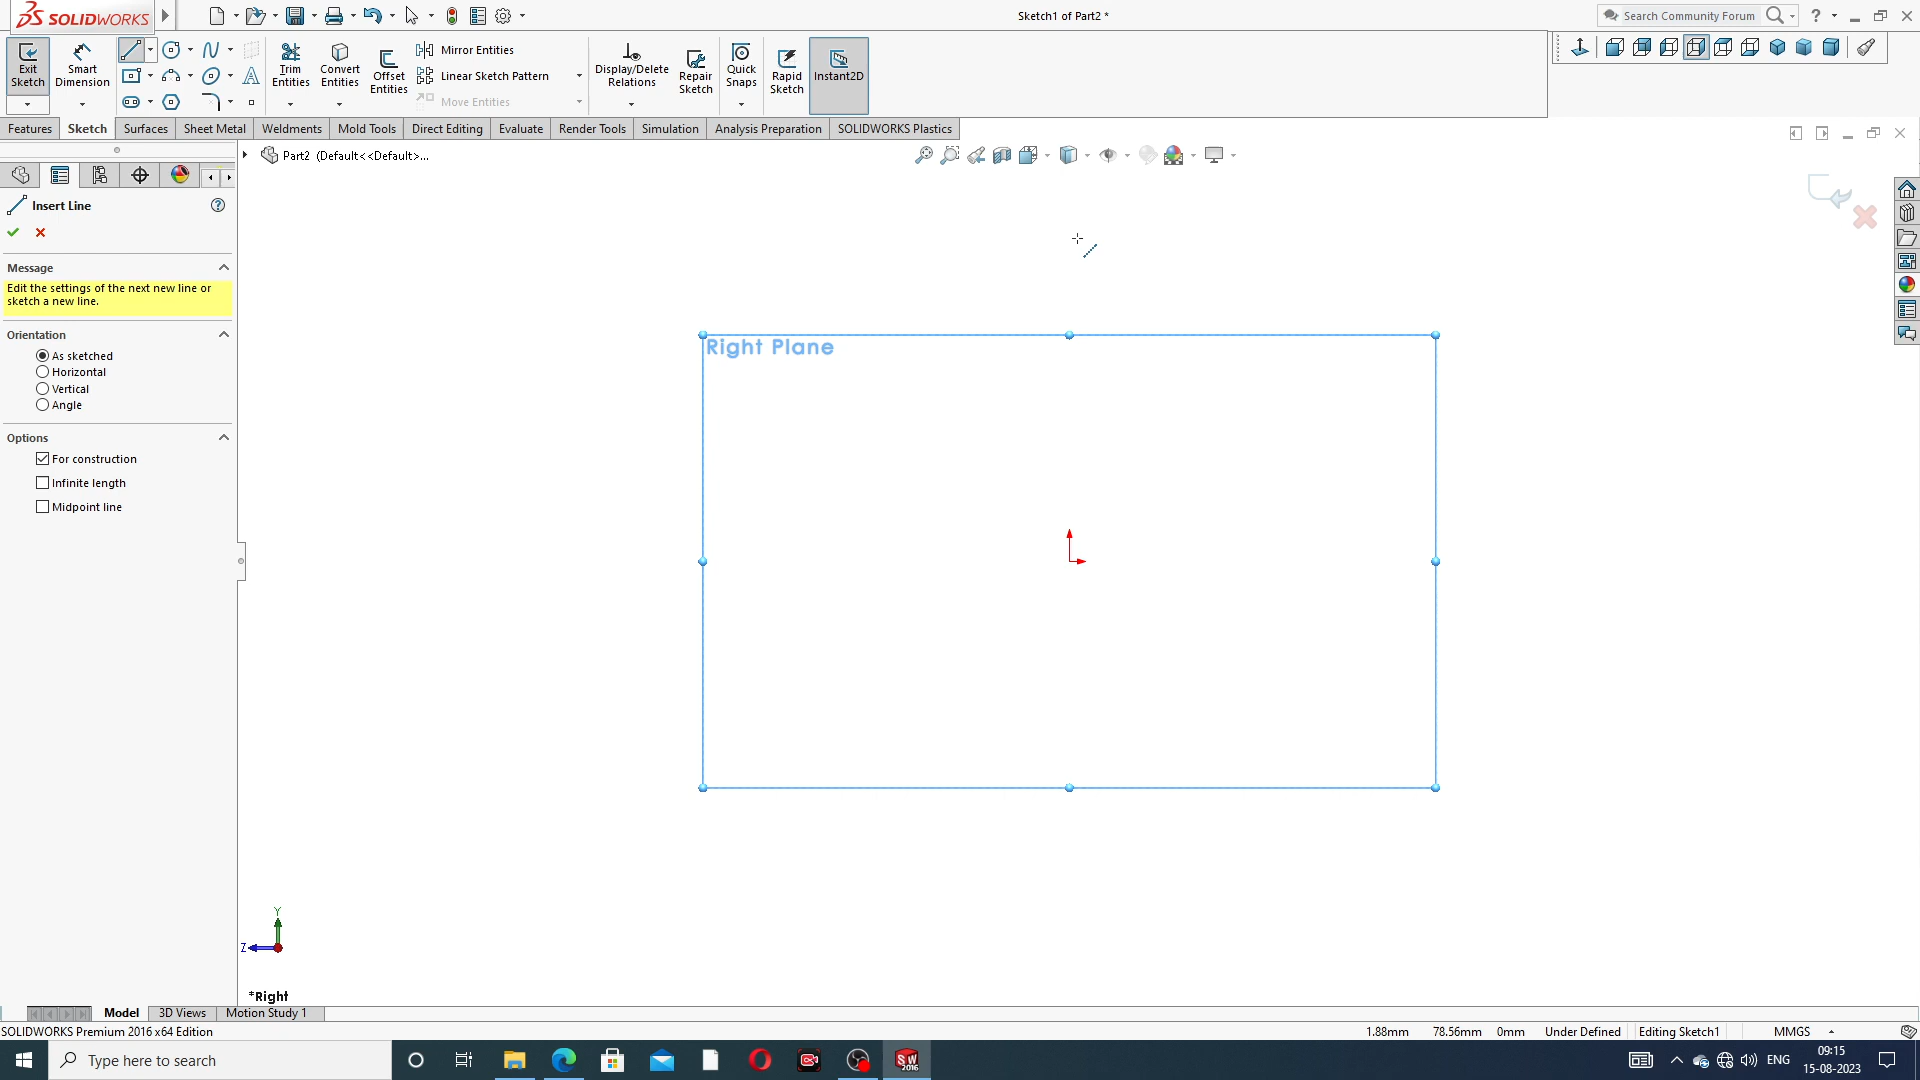 SOLIDWORKS
Sketch1 of Part2 *
Search Community Forum
?
Exit Sketch
Smart Dimension
Trim Entities
Convert Entities
Offset Entities
Mirror Entities
Linear Sketch Pattern
Move Entities
Display/Delete Relations
Repair Sketch
Quick Snaps
Rapid Sketch
Instant2D
Features
Sketch
Surfaces
Sheet Metal
Weldments
Mold Tools
Direct Editing
Evaluate
Render Tools
Simulation
Analysis Preparation
SOLIDWORKS Plastics
Part2 (Default<<Default>...
Insert Line
?
Message
Edit the settings of the next new line or
sketch a new line.
Orientation
As sketched
Horizontal
Vertical
Angle
Options
For construction
Infinite length
Midpoint line
Right Plane
Y
Z
*Right
Model
3D Views
Motion Study 1
SOLIDWORKS Premium 2016 x64 Edition
1.88mm
78.56mm
0mm
Under Defined
Editing Sketch1
MMGS
Type here to search
SW
2016
ENG
09:15
15-08-2023